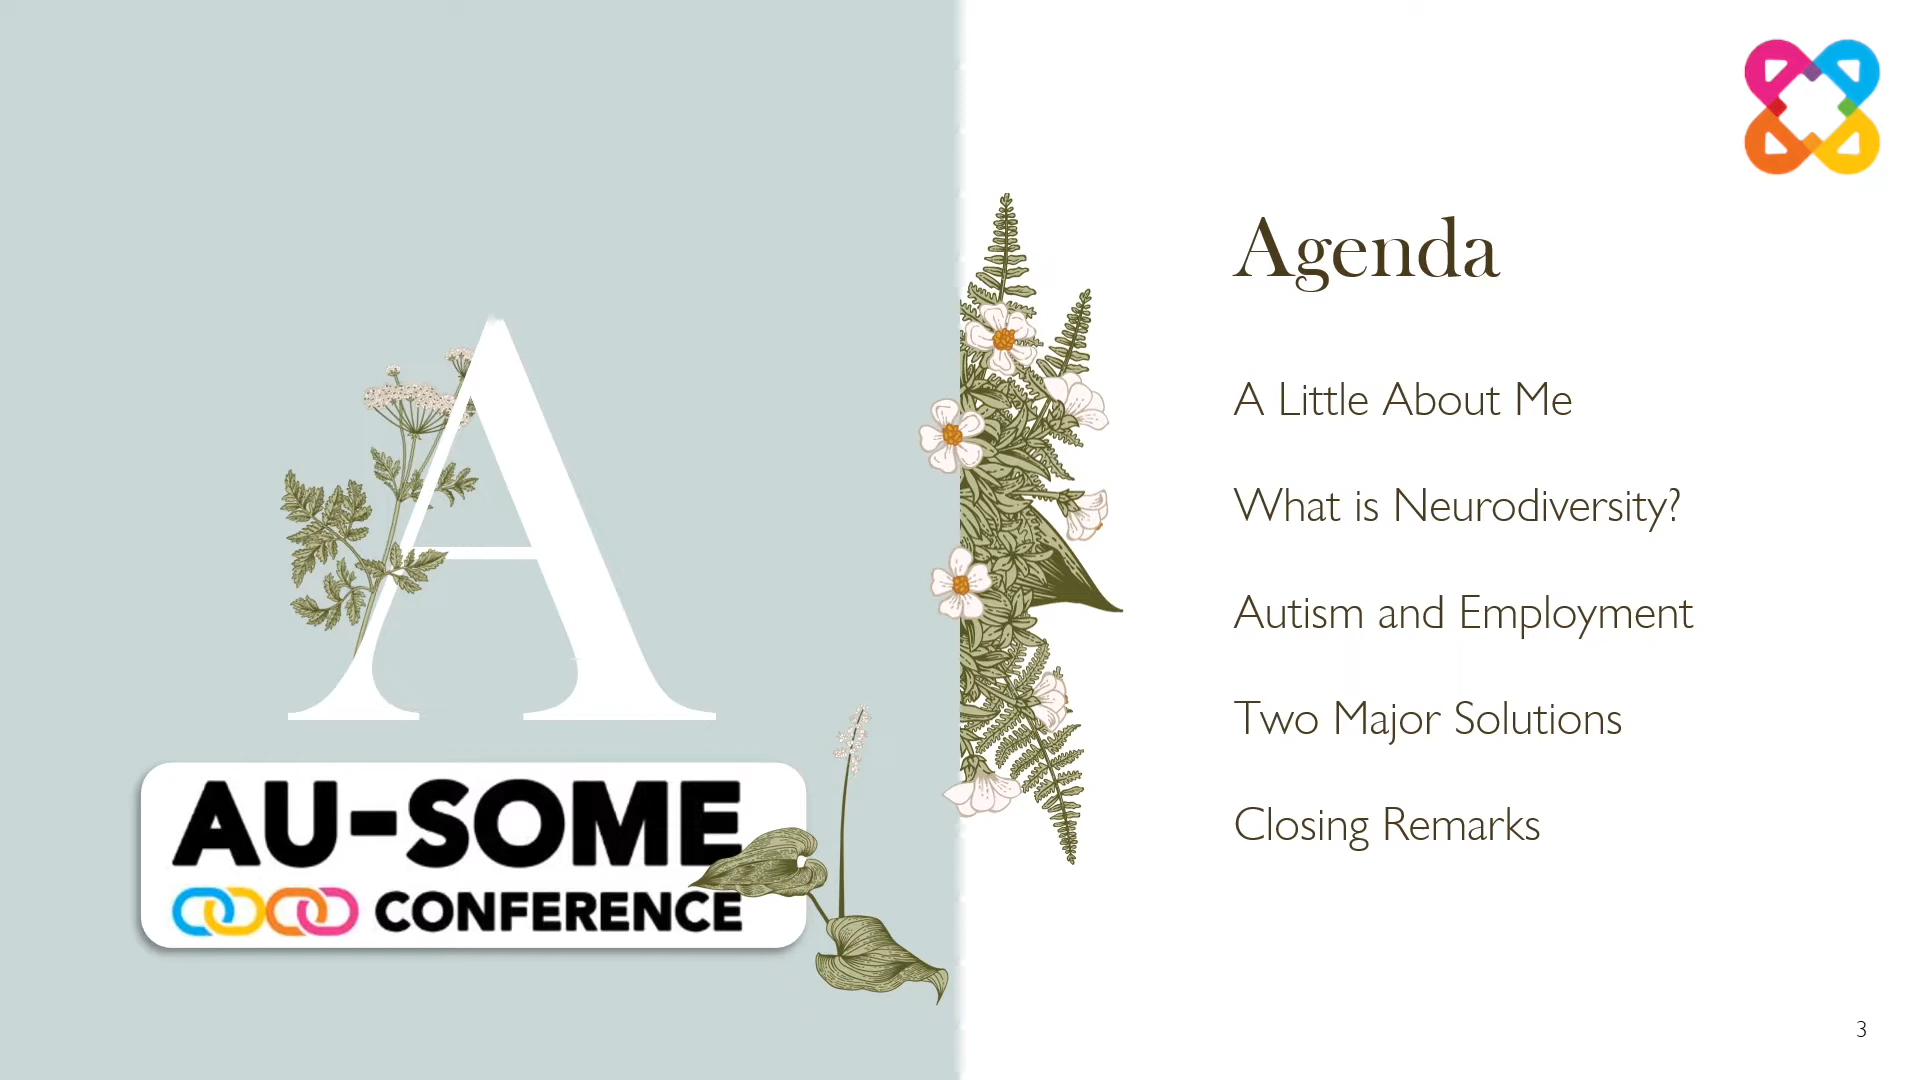 A
AU-SOME
CONFERENCE
Agenda
A Little About Me
What is Neurodiversity?
Autism and Employment
Two Major Solutions
Closing Remarks
3